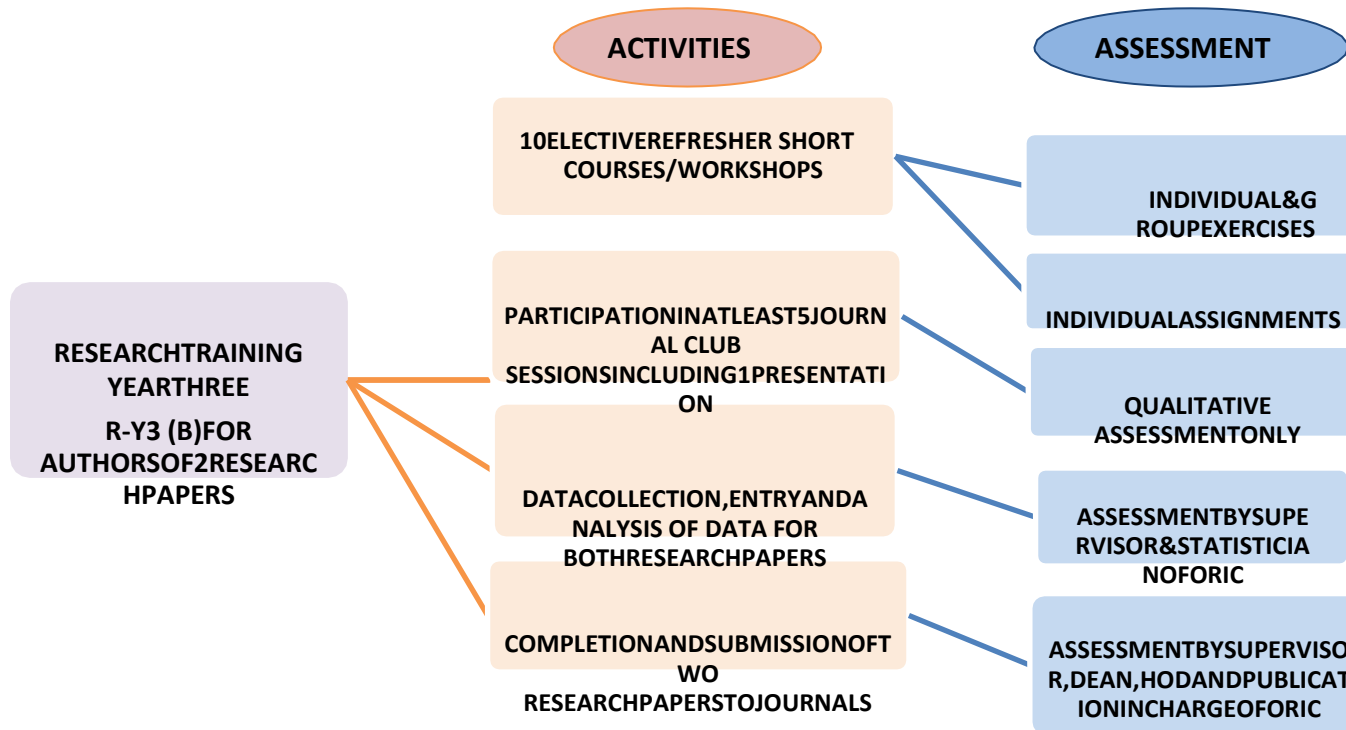 ACTIVITIES
ASSESSMENT
10ELECTIVEREFRESHER SHORT
COURSES/WORKSHOPS
INDIVIDUAL&G
ROUPEXERCISES
INDIVIDUALASSIGNMENTS
PARTICIPATIONINATLEAST5JOURN
AL CLUB
SESSIONSINCLUDING1PRESENTATI
ON
RESEARCHTRAINING
YEARTHREE
R-Y3 (B)FOR
AUTHORSOF2RESEARC
HPAPERS
QUALITATIVE
ASSESSMENTONLY
DATACOLLECTION,ENTRYANDA
NALYSIS OF DATA FOR
BOTHRESEARCHPAPERS
ASSESSMENTBYSUPE
RVISOR&STATISTICIA
NOFORIC
COMPLETIONANDSUBMISSIONOFT
WO
RESEARCHPAPERSTOJOURNALS
ASSESSMENTBYSUPERVISO
R,DEAN,HODANDPUBLICAT
IONINCHARGEOFORIC